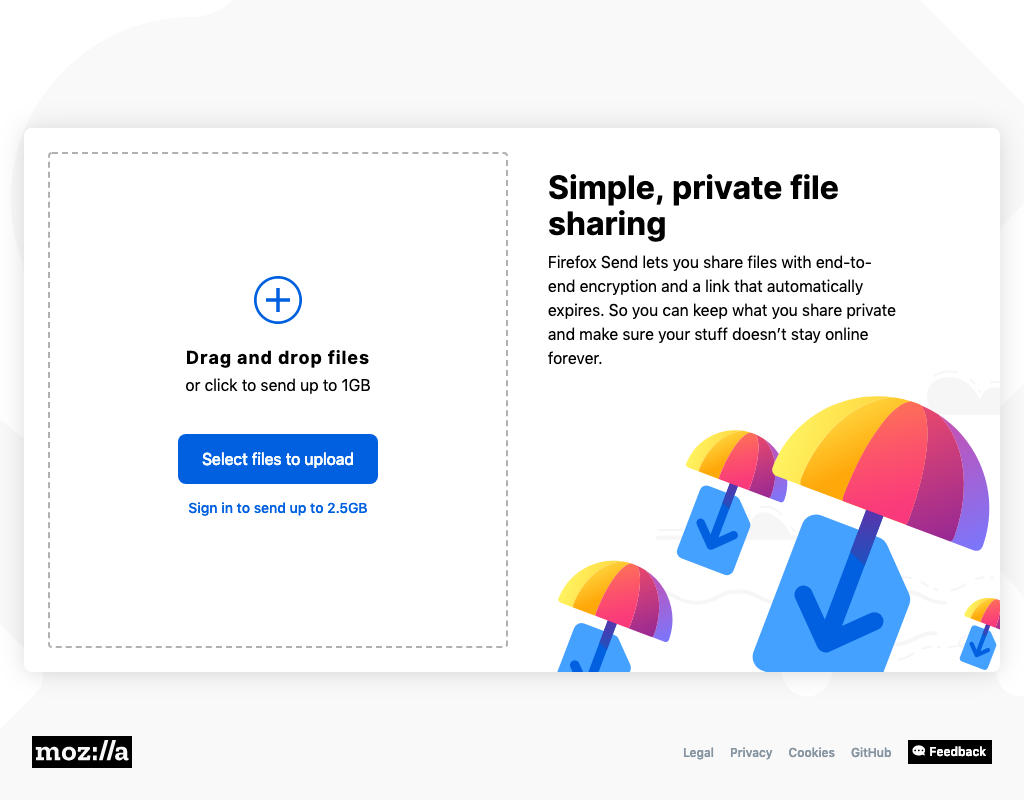 Drag and drop files
or click to send up to 1GB
Select files to upload
Sign in to send up to 2.5GB
Simple, private file
sharing
Firefox Send lets you share files with end-to-
end encryption and a link that automatically
expires. So you can keep what you share private
and make sure your stuff doesn’t stay online
forever.
moz://a
Legal Privacy Cookies GitHub Feedback